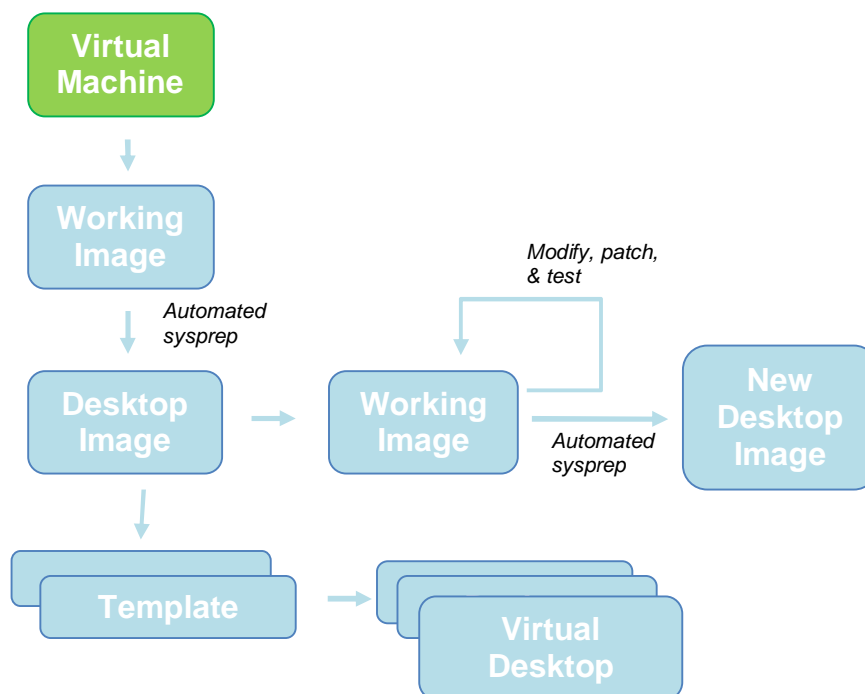 Virtual
Machine
Working
Image
Modify, patch,
& test
Automated
sysprep
Desktop
Image
Working
Image
New
Desktop
Image
Automated
sysprep
Template
Virtual
Desktop